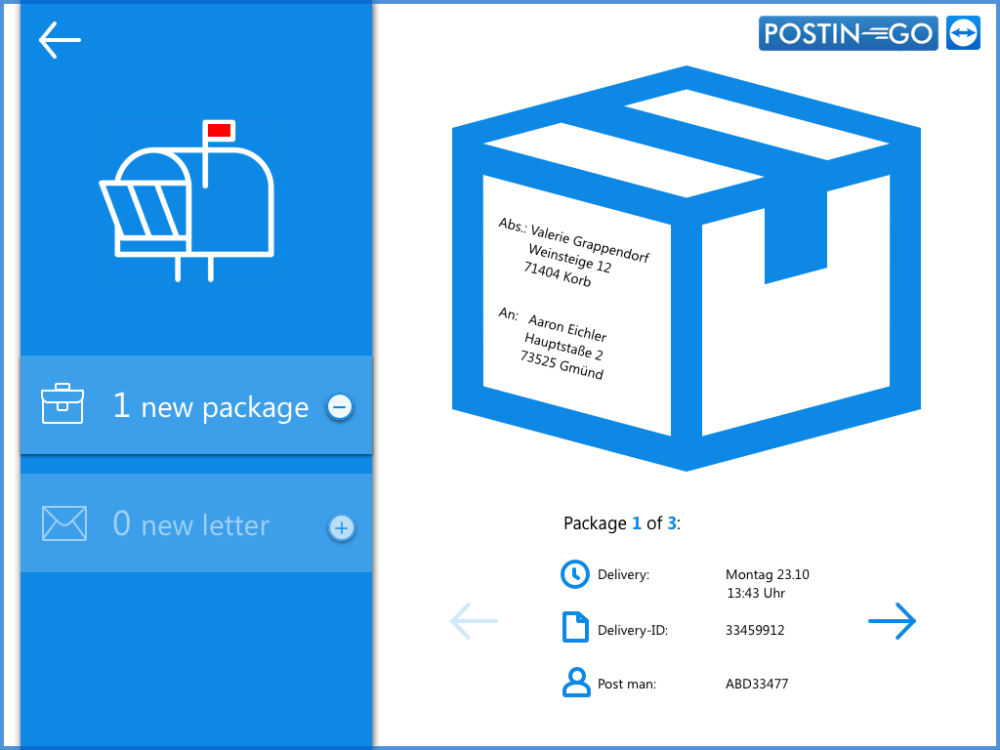 POSTIN GO
1 new package
0 new letter
Abs.: Valerie Grappendorf
Weinsteige 12
71404 Korb
An: Aaron Eichler
Hauptstaße 2
73525 Gmünd
Package 1 of 3:
Delivery: Montag 23.10
13:43 Uhr
Delivery-ID: 33459912
Post man: ABD33477